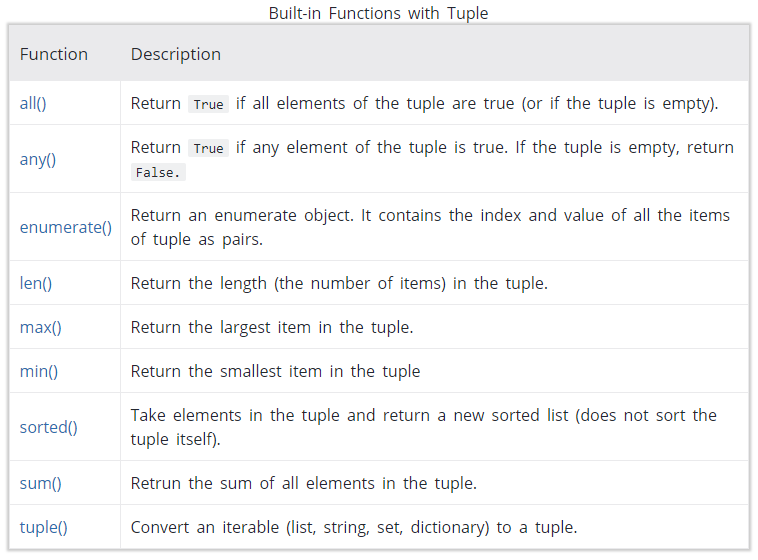 Built-in Functions with Tuple
Function Description
all() Return True if all elements of the tuple are true (or if the tuple is empty).
any() Return True if any element of the tuple is true. If the tuple is empty, return
False.
enumerate() Return an enumerate object. It contains the index and value of all the items
of tuple as pairs.
len() Return the length (the number of items) in the tuple.
max() Return the largest item in the tuple.
min() Return the smallest item in the tuple
sorted() Take elements in the tuple and return a new sorted list (does not sort the
tuple itself).
sum() Retrun the sum of all elements in the tuple.
tuple() Convert an iterable (list, string, set, dictionary) to a tuple.